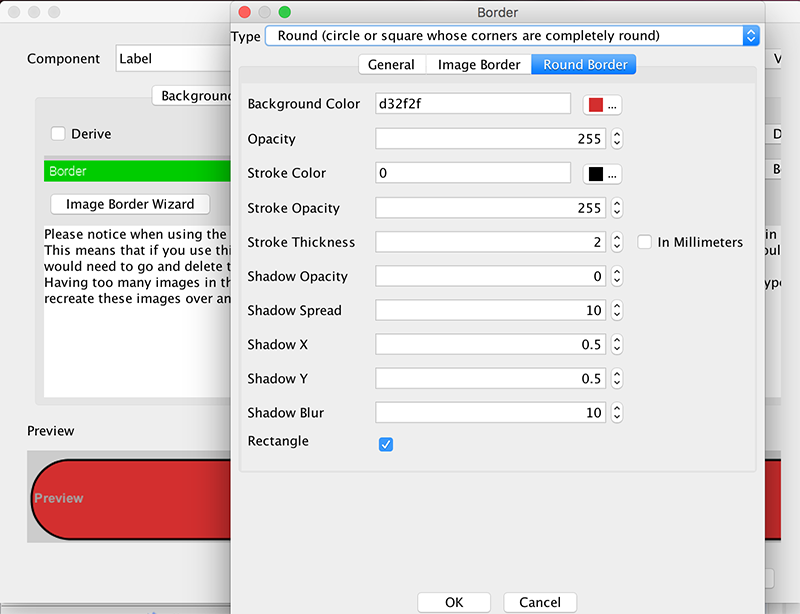 Border
Type Round (circle or square whose corners are completely round)
Component Label
General Image Border Round Border
Background
Background Color d32f2f ...
Derive
Opacity 255
Border
Stroke Color 0 ...
Image Border Wizard
Stroke Opacity 255
Please notice when using the
in
Stroke Thickness 2 In Millimeters
This means that if you use thi
would need to go and delete t
Shadow Opacity 0
Having too many images in th
recreate these images over an
Shadow Spread 10
Shadow X 0.5
Shadow Y 0.5
Shadow Blur 10
Rectangle
Preview
Preview
OK Cancel